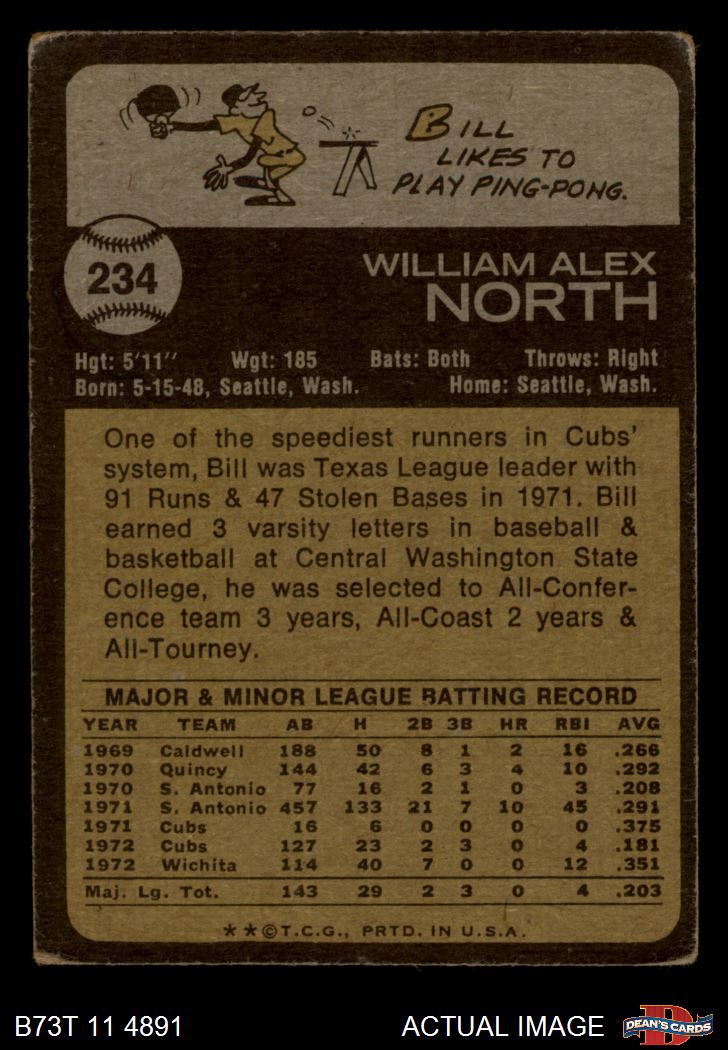 BILL
LIKES TO
PLAY PING-PONG.
234
WILLIAM ALEX
NORTH
Hgt: 5'11" Wgt: 185 Bats: Both Throws: Right
Born: 5-15-48, Seattle, Wash. Home: Seattle, Wash.
One of the speediest runners in Cubs'
system, Bill was Texas League leader with
91 Runs & 47 Stolen Bases in 1971. Bill
earned 3 varsity letters in baseball &
basketball at Central Washington State
College, he was selected to All-Confer-
ence team 3 years, All-Coast 2 years &
All-Tourney.
MAJOR & MINOR LEAGUE BATTING RECORD
YEAR TEAM AB H 2B 3B HR RBI AVG
1969 Caldwell 188 50 8 1 2 16 .266
1970 Quincy 144 42 6 3 4 10 .292
1970 S. Antonio 77 16 2 1 0 3 .208
1971 S. Antonio 457 133 21 7 10 45 .291
1971 Cubs 16 6 0 0 0 0 .375
1972 Cubs 127 23 2 3 0 4 .181
1972 Wichita 114 40 7 0 0 12 .351
Maj. Lg. Tot. 143 29 2 3 0 4 .203
**©T.C.G., PRTD. IN U.S.A.
B73T 11 4891 ACTUAL IMAGE
D
DEAN'S CARDS